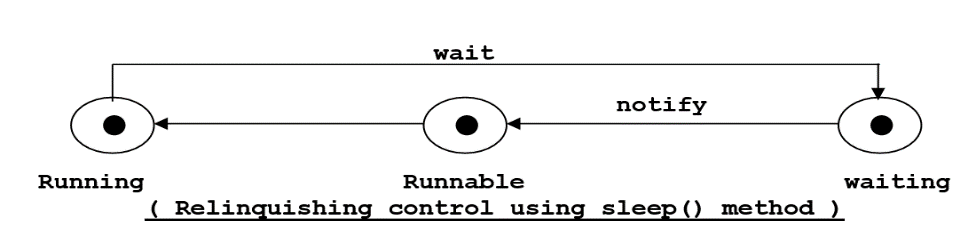 wait
notify
Running Runnable waiting
( Relinquishing control using sleep() method )